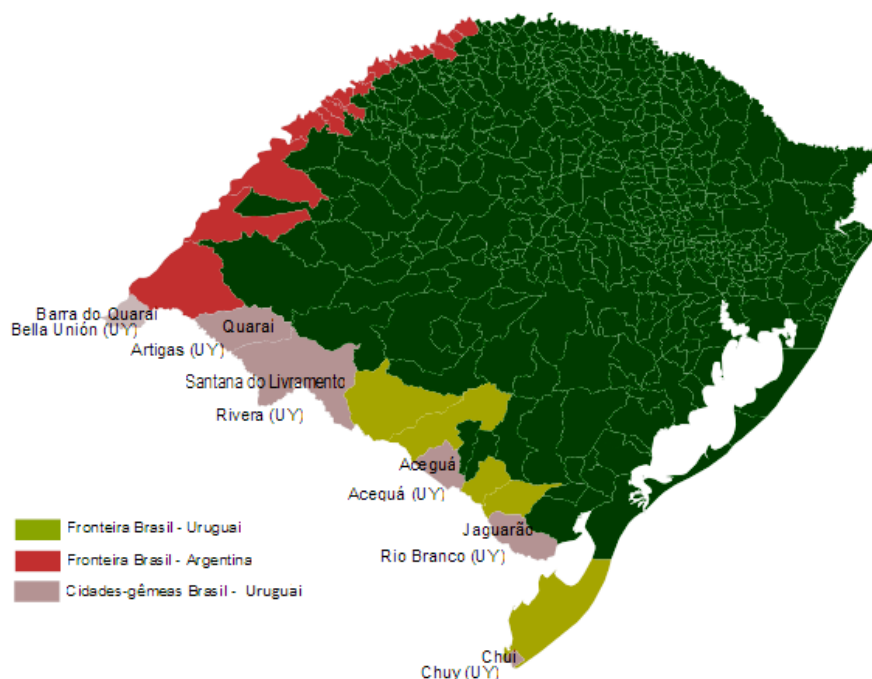 Barra do Quaraí
Bella Unión (UY)
Quaraí
Artigas (UY)
Santana do Livramento
Rivera (UY)
Aceguá
Acequá (UY)
Jaguarão
Rio Branco (UY)
Chuí
Chuy (UY)
Fronteira Brasil - Uruguai
Fronteira Brasil - Argentina
Cidades-gêmeas Brasil - Uruguai